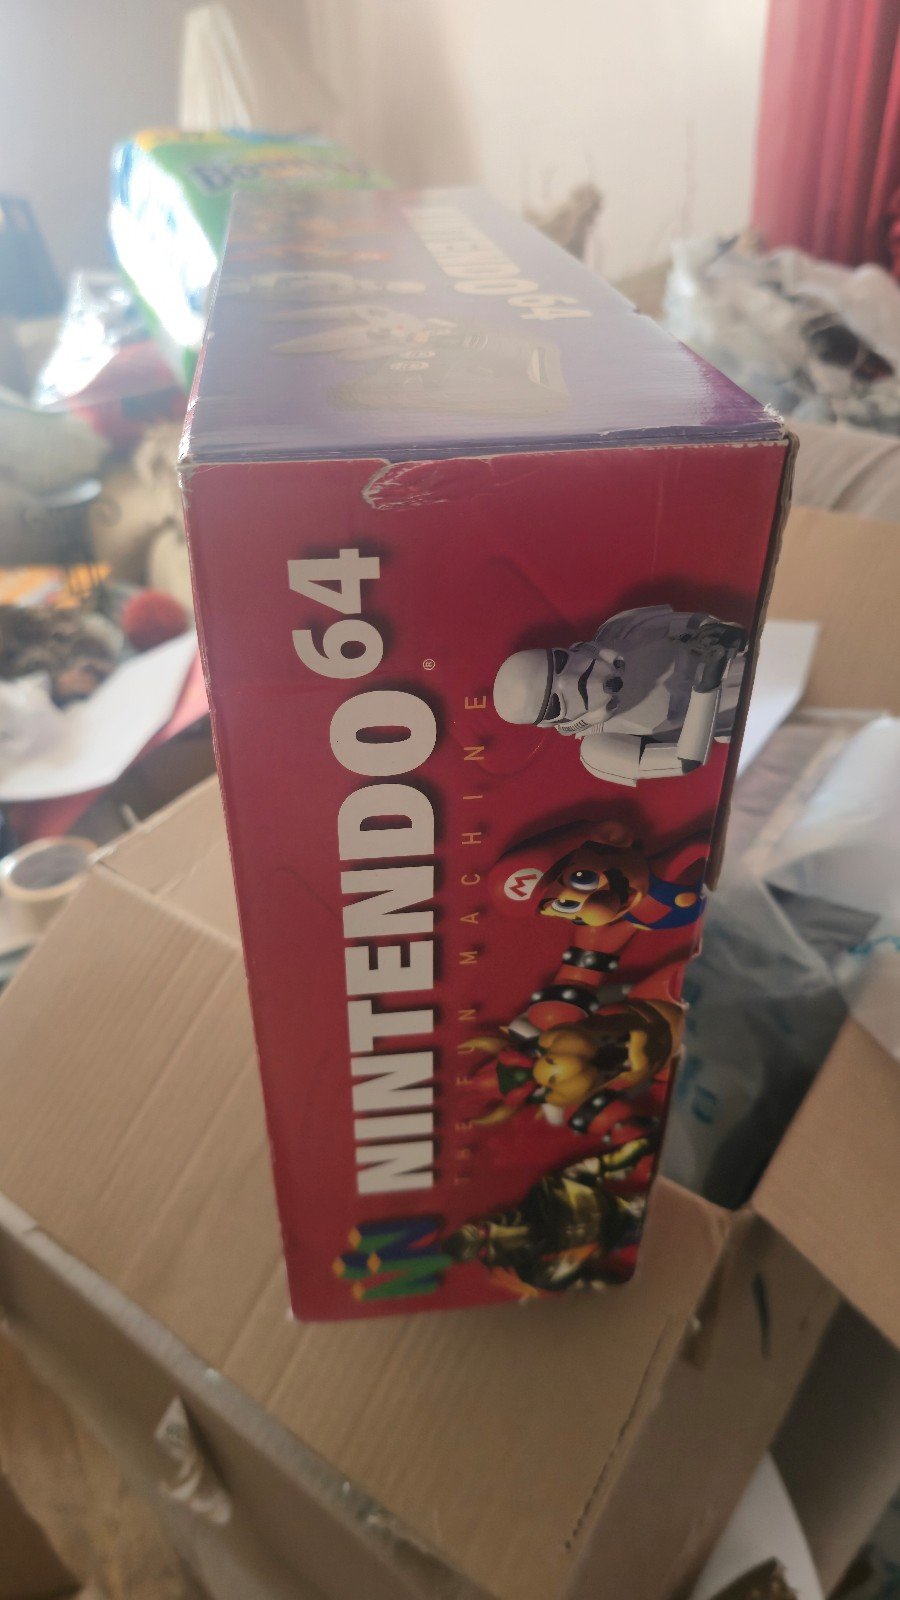 NINTENDO 64
NINTENDO 64®
THE FUN MACHINE
M